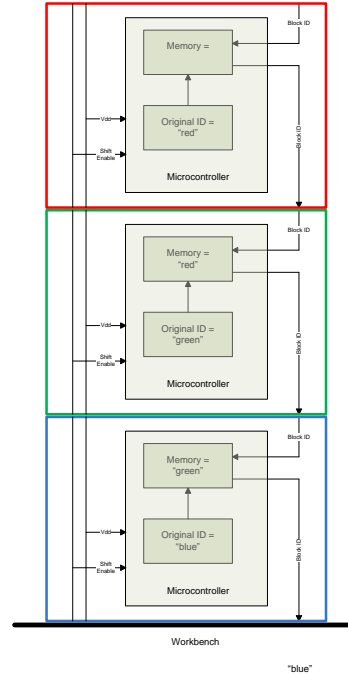 Block ID
Memory =
Block ID
Vdd
Original ID =
“red”
Shift
Enable
Microcontroller
Block ID
Memory =
“red”
Block ID
Vdd
Original ID =
“green”
Shift
Enable
Microcontroller
Block ID
Memory =
“green”
Block ID
Vdd
Original ID =
“blue”
Shift
Enable
Microcontroller
Workbench
“blue”